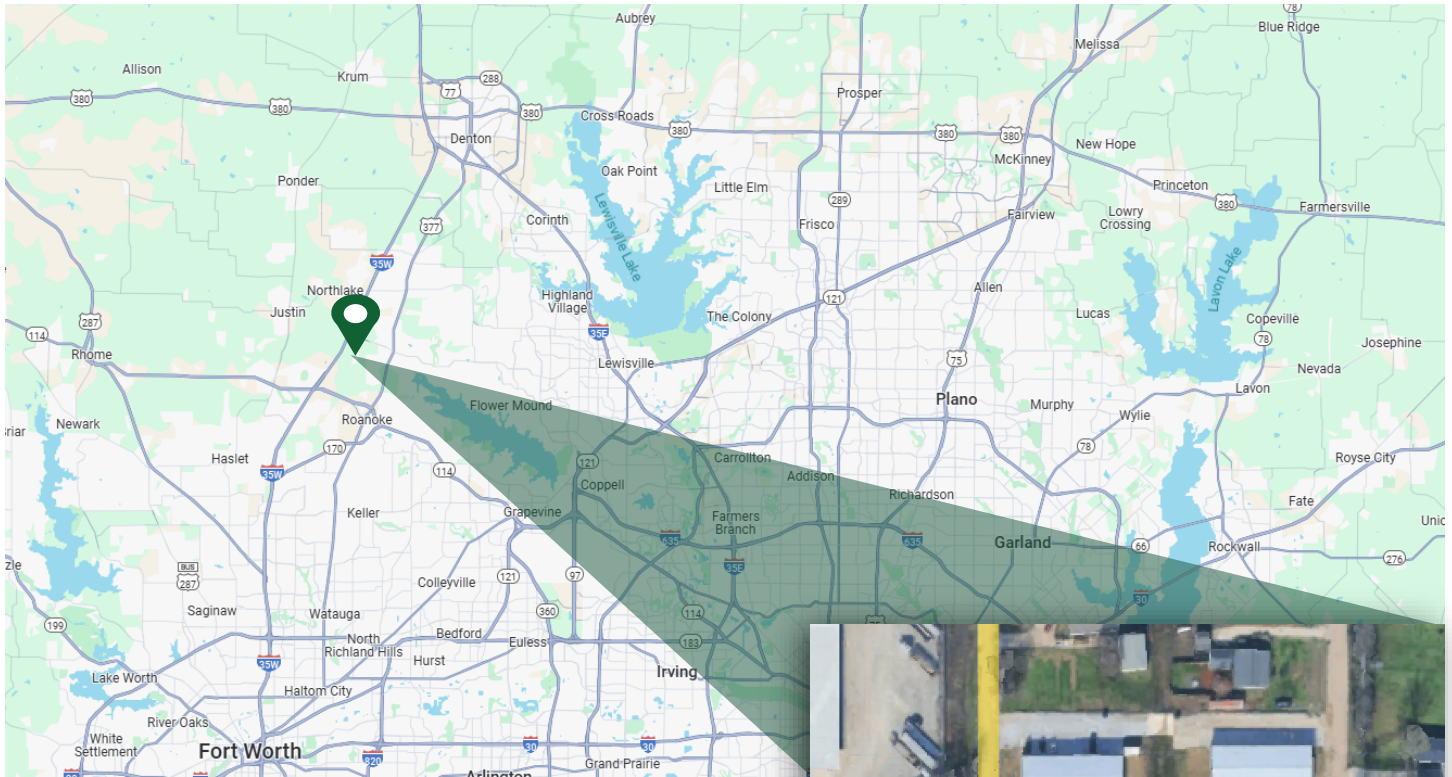 Aubrey
78
Blue Ridge
Melissa
Allison
Krum
288
77
380
380
Prosper
380
Cross Roads
380
380
380
Denton
New Hope
McKinney
Ponder
Oak Point
Little Elm
Princeton
380
Farmersville
289
Corinth
377
Frisco
Fairview
Lowry
Crossing
Lewisville Lake
35W
Northlake
Highland
Village
121
Allen
Lavon Lake
Justin
287
114
The Colony
Lucas
Copeville
35E
78
Rhome
Lewisville
75
Josephine
Nevada
Lavon
Plano
Murphy
Flower Mound
Wylie
Newark
Roanoke
170
78
Haslet
121
Carrollton
Royse City
35W
114
Addison
Coppell
Richardson
Fate
Keller
Grapevine
Farmers
Branch
635
635
Garland
66
Rockwall
276
BUS
287
35E
97
121
Colleyville
30
Saginaw
Watauga
360
114
199
North
Richland Hills
Bedford
Euless
183
35W
Hurst
Irving
Lake Worth
Haltom City
River Oaks
White
Settlement
Fort Worth
30
30
820
Grand Prairie
Arlington